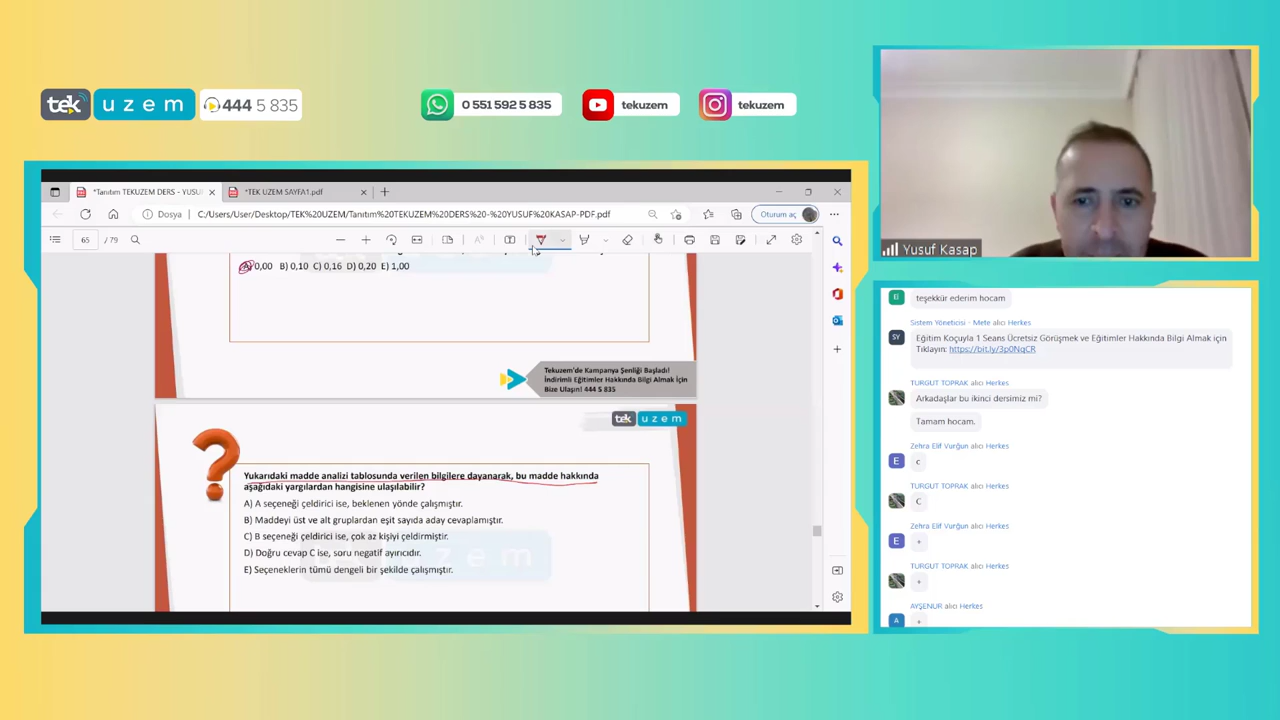 tek uzem 444 5 835
0 551 592 5 835
tekuzem
tekuzem
*Tanıtım TEKUZEM DERS - YUSU
*TEK UZEM SAYFA1.pdf
Dosya C:/Users/User/Desktop/TEK%20UZEM/Tanıtım%20TEKUZEM%20DERS%20-%20YUSUF%20KASAP-PDF.pdf
Oturum aç
65 / 79
A) 0,00 B) 0,10 C) 0,16 D) 0,20 E) 1,00
Tekuzem'de Kampanya Şenliği Başladı!
İndirimli Eğitimler Hakkında Bilgi Almak İçin
Bize Ulaşın! 444 5 835
tek uzem
Yukarıdaki madde analizi tablosunda verilen bilgilere dayanarak, bu madde hakkında
aşağıdaki yargılardan hangisine ulaşılabilir?
A) A seçeneği çeldirici ise, beklenen yönde çalışmıştır.
B) Maddeyi üst ve alt gruplardan eşit sayıda aday cevaplamıştır.
C) B seçeneği çeldirici ise, çok az kişiyi çeldirmiştir.
D) Doğru cevap C ise, soru negatif ayırıcıdır.
E) Seçeneklerin tümü dengeli bir şekilde çalışmıştır.
uzem
Yusuf Kasap
El
teşekkür ederim hocam
Sistem Yöneticisi - Mete alıcı Herkes
SY
Eğitim Koçuyla 1 Seans Ücretsiz Görüşmek ve Eğitimler Hakkında Bilgi Almak için
Tıklayın: https://bit.ly/3p0NqCR
TURGUT TOPRAK alıcı Herkes
Arkadaşlar bu ikinci dersimiz mi?
Tamam hocam.
Zehra Elif Vurğun alıcı Herkes
E
c
TURGUT TOPRAK alıcı Herkes
C
Zehra Elif Vurğun alıcı Herkes
E
+
TURGUT TOPRAK alıcı Herkes
+
AYŞENUR alıcı Herkes
A
+